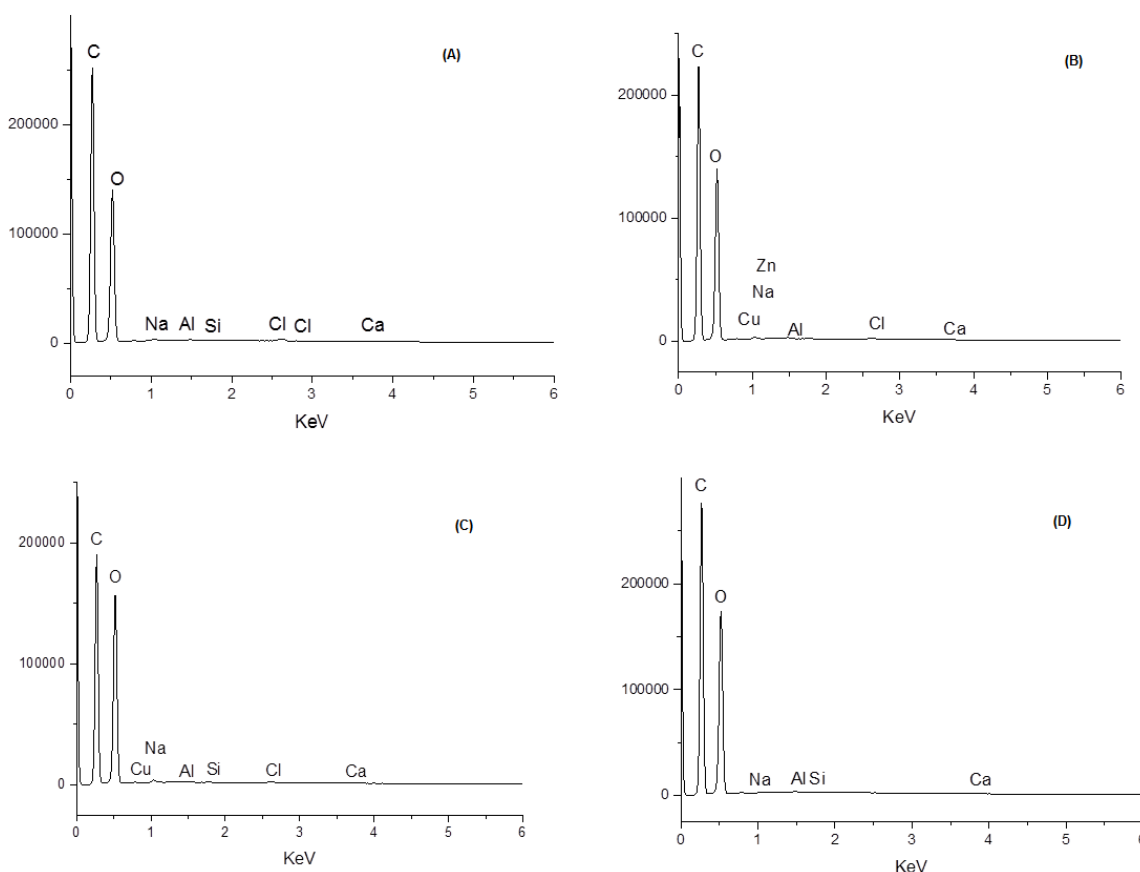 (A)
C
O
200000
100000
0
Na Al Si Cl Cl Ca
0 1 2 3 4 5 6
KeV
(B)
C
O
200000
100000
0
Zn
Na
Cu Al Cl Ca
0 1 2 3 4 5 6
KeV
(C)
C
O
200000
100000
0
Na
Cu Al Si Cl Ca
0 1 2 3 4 5 6
KeV
(D)
C
O
200000
100000
0
Na Al Si Ca
0 1 2 3 4 5 6
KeV